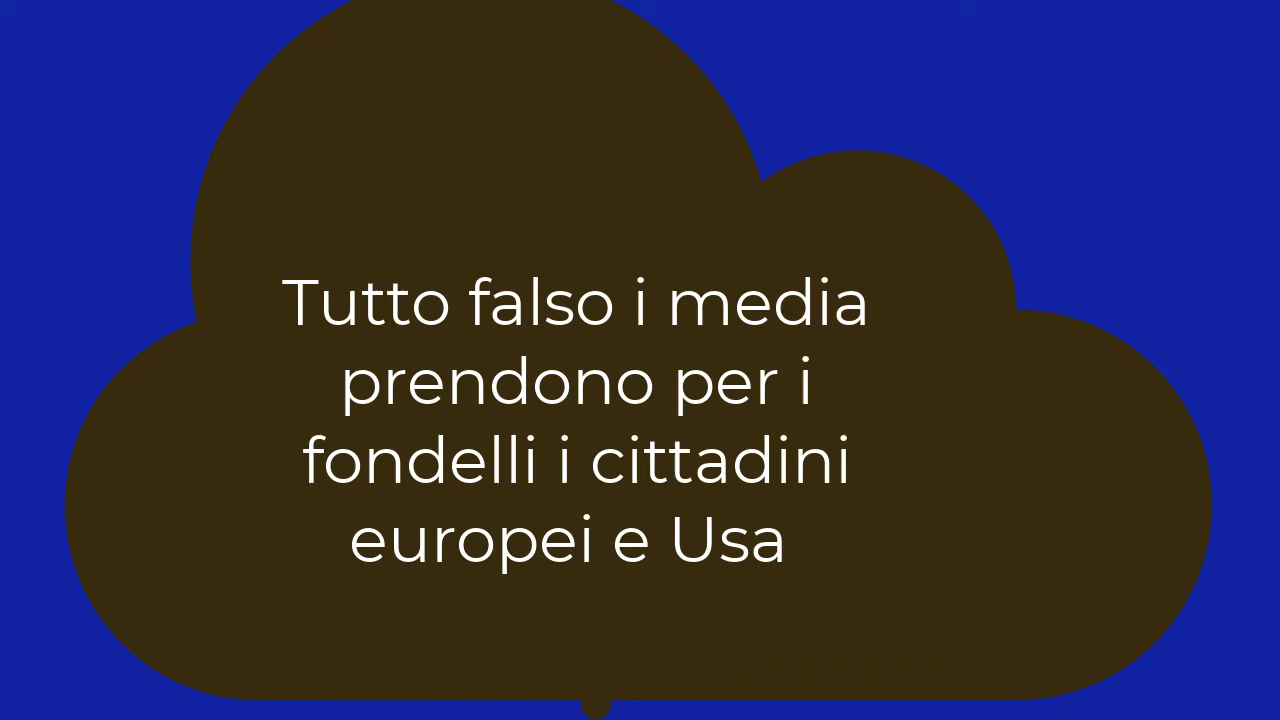 Tutto falso i media
prendono per i
fondelli i cittadini
europei e Usa